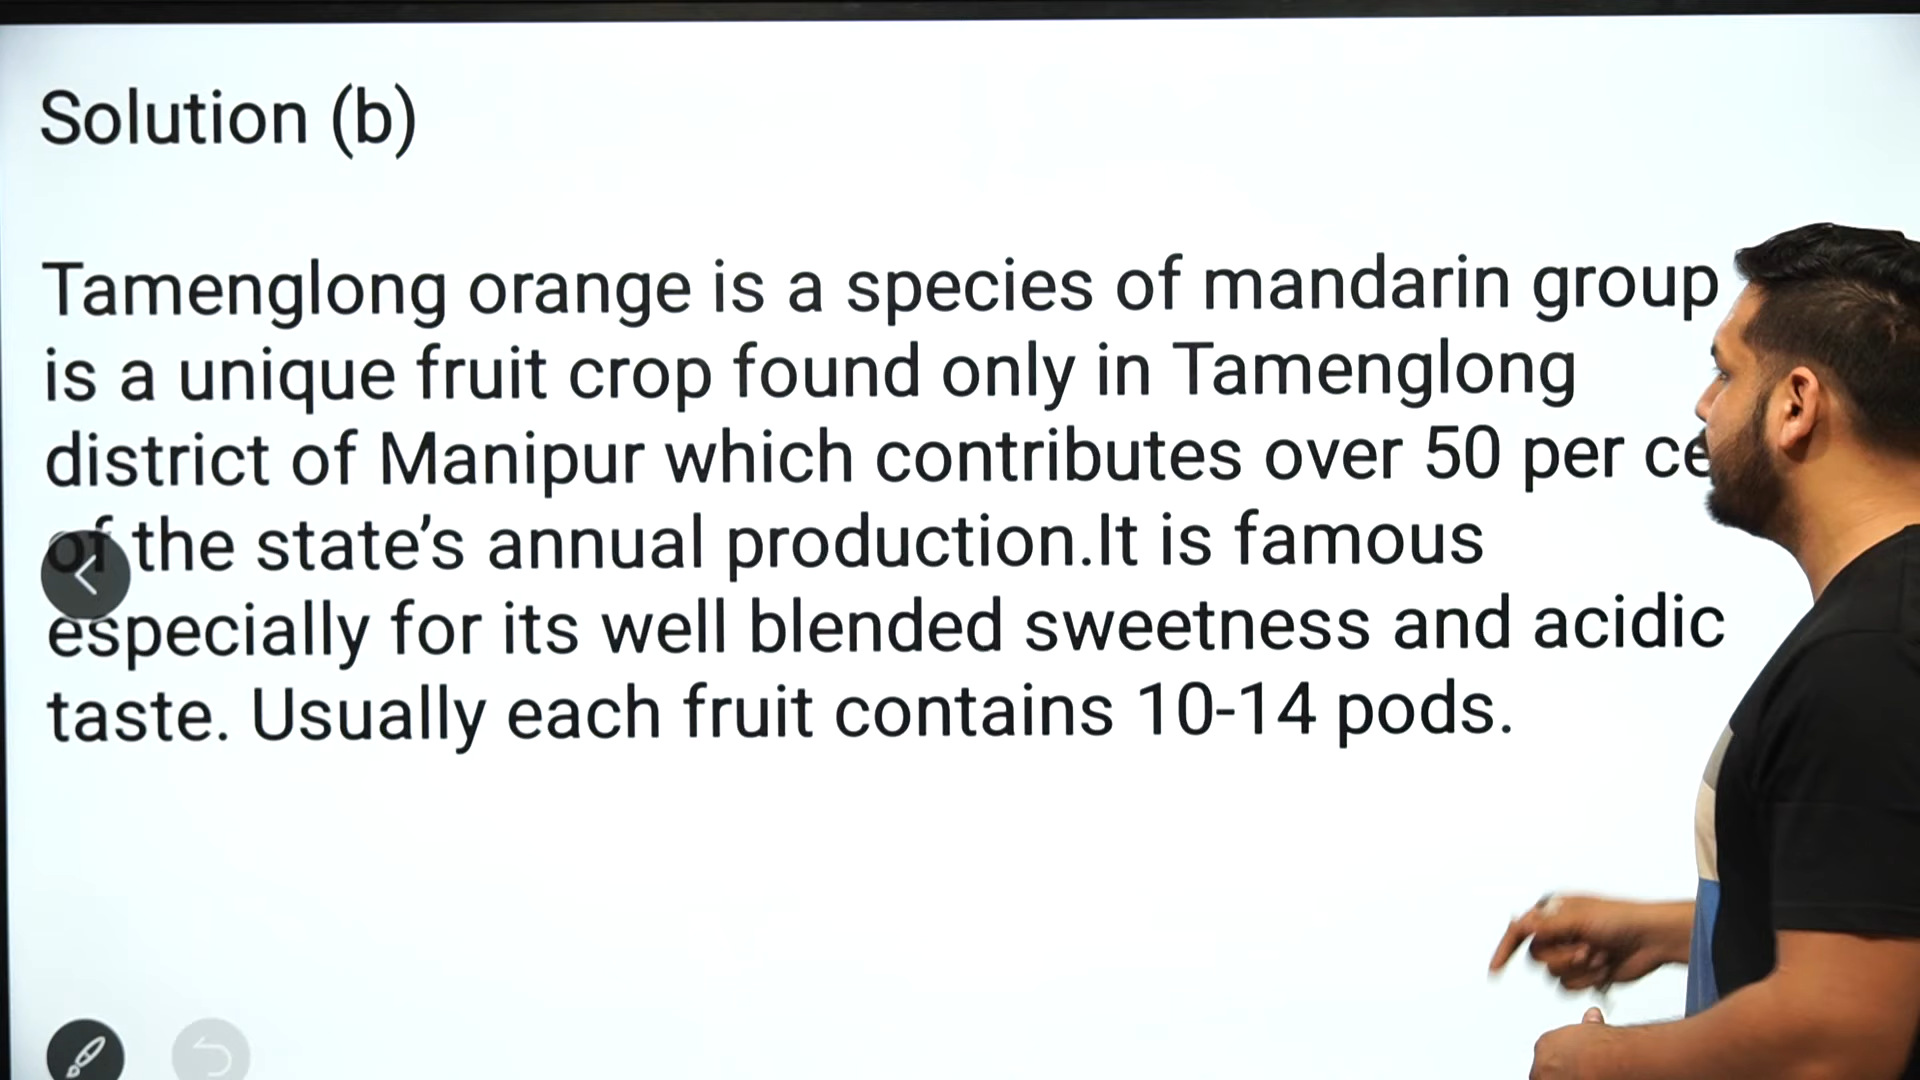 Solution (b)
Tamenglong orange is a species of mandarin group
is a unique fruit crop found only in Tamenglong
district of Manipur which contributes over 50 per
of the state’s annual production.It is famous
especially for its well blended sweetness and acidic
taste. Usually each fruit contains 10-14 pods.